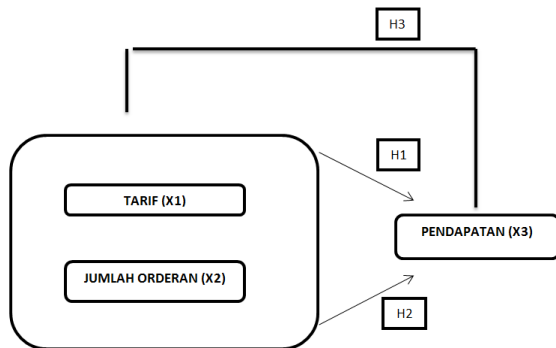 H3
H1
TARIF (X1)
PENDAPATAN (X3)
JUMLAH ORDERAN (X2)
H2